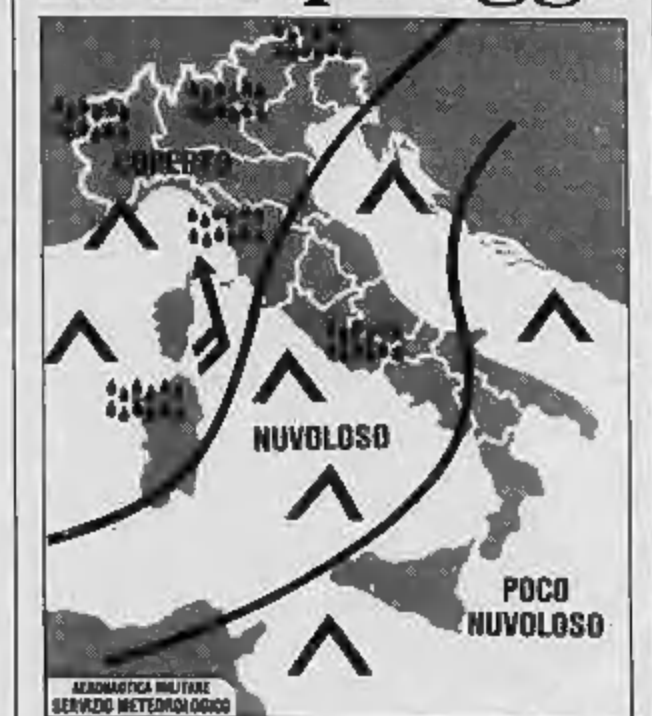 COPERTO
NUVOLOSO
POCO
NUVOLOSO
AERONAUTICA MILITARE
SERVIZIO METEOROLOGICO